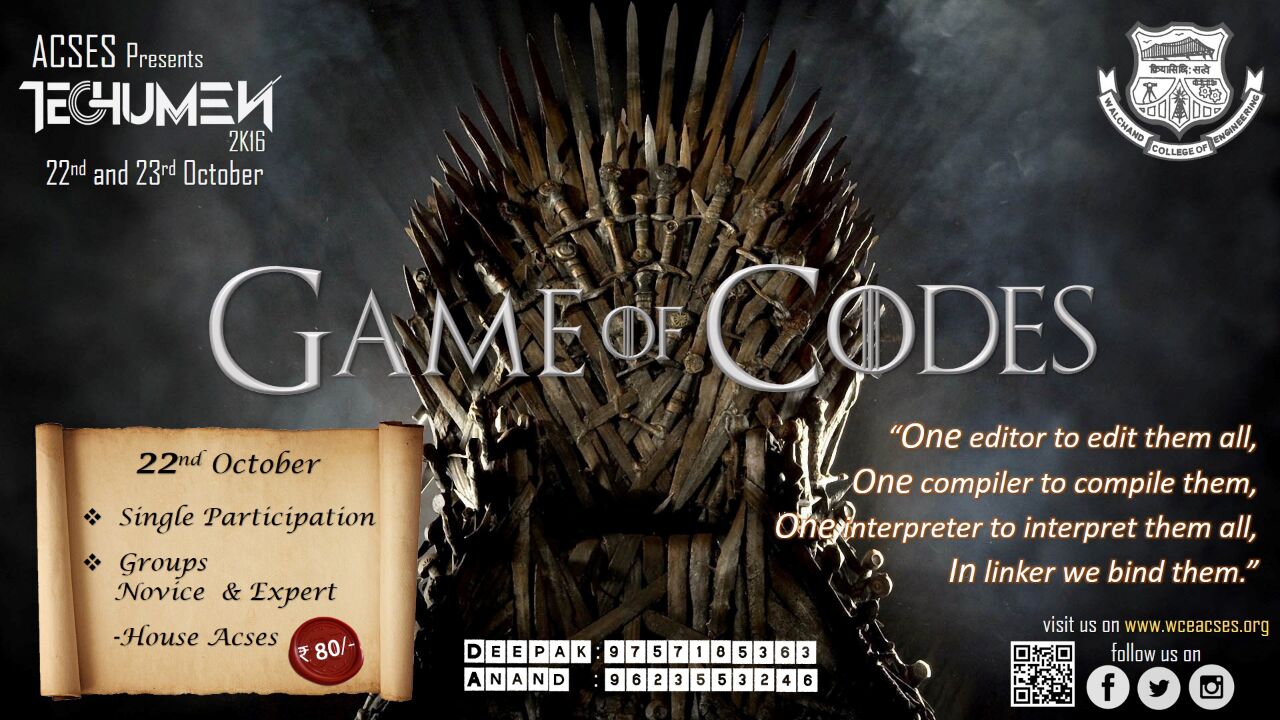 ACSES Presents
TECHUMEN
2K16
22nd and 23rd October
क्रियासिद्धि: सत्वे
WALCHAND COLLEGE OF ENGINEERING
GAME OF CODES
22nd October
❖ Single Participation
❖ Groups
Novice & Expert
-House Acses
₹ 80/-
“One editor to edit them all,
One compiler to compile them,
One interpreter to interpret them all,
In linker we bind them.”
DEEPAK:9757185363
ANAND :9623553246
visit us on www.wceacses.org
follow us on